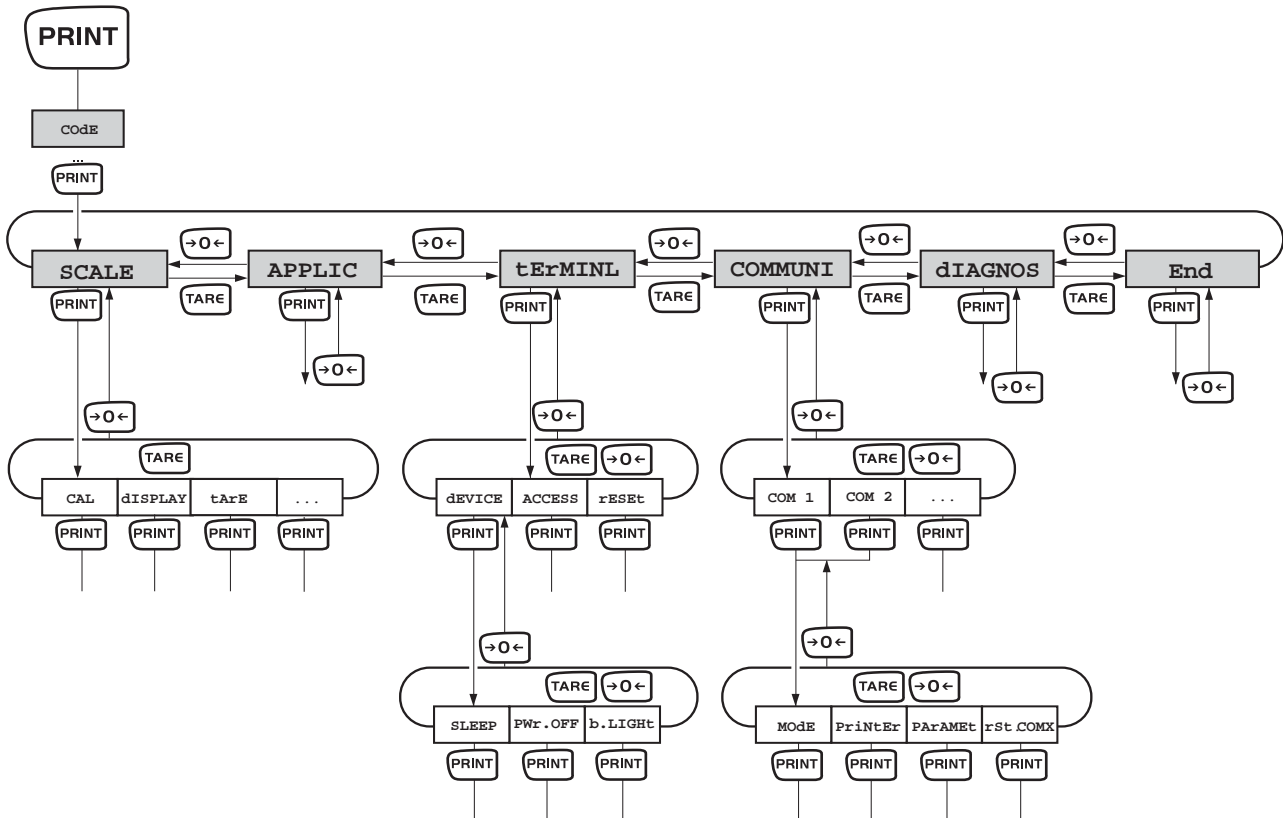 PRINT
COdE
...
PRINT
→0← →0← →0← →0← →0←
SCALE APPLIC tErMINL COMMUNI dIAGNOS End
TARE TARE TARE TARE TARE
PRINT PRINT PRINT PRINT PRINT PRINT
→0← →0← →0←
→0← →0← →0←
TARE TARE →0← TARE →0←
CAL dISPLAY tArE ... dEVICE ACCESS rESEt COM 1 COM 2 ...
PRINT PRINT PRINT PRINT PRINT PRINT PRINT PRINT PRINT PRINT
→0← →0←
TARE →0← TARE →0←
SLEEP PWr.OFF b.LIGHt MOdE PriNtEr PArAMEt rSt.COMX
PRINT PRINT PRINT PRINT PRINT PRINT PRINT